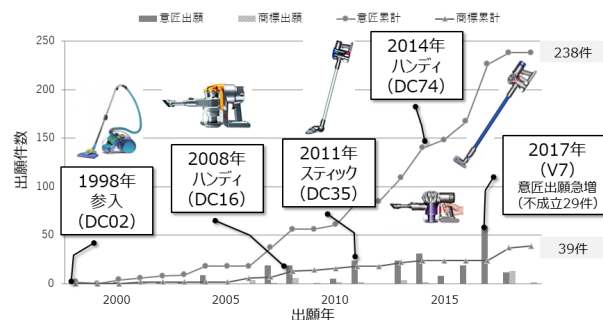 意匠出願 商標出願 意匠累計 商標累計
250
200
150
100
50
0
出願件数
1998年
参入
(DC02)
2008年
ハンディ
(DC16)
2011年
スティック
(DC35)
2014年
ハンディ
(DC74)
2017年
(V7)
意匠出願急増
(不成立29件)
238件
39件
2000 2005 2010 2015
出願年